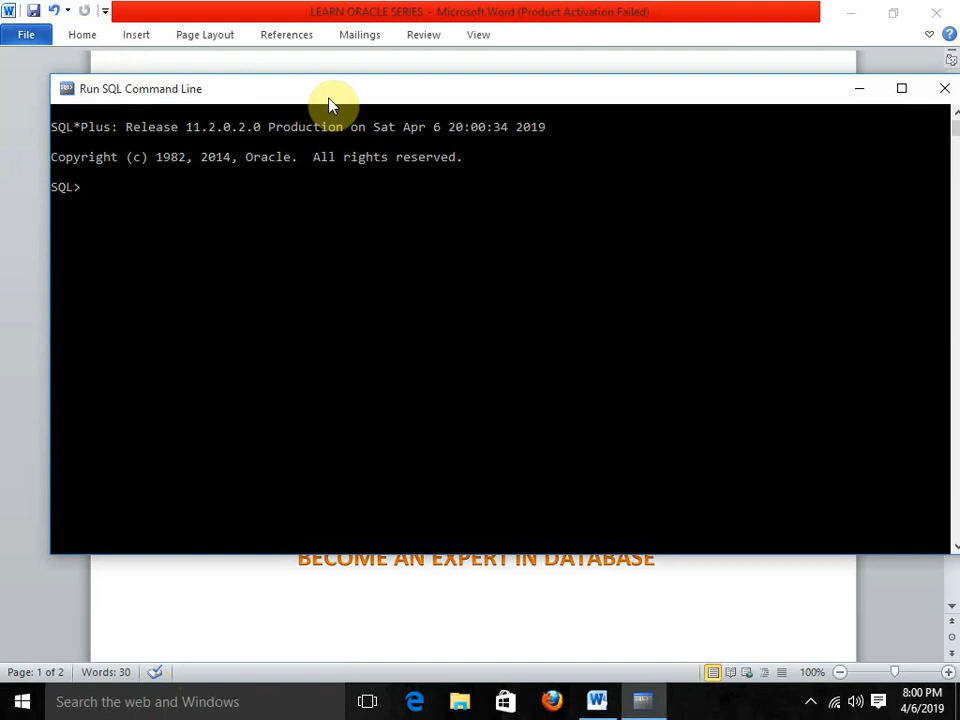 LEARN ORACLE SERIES - Microsoft Word (Product Activation Failed)
File Home Insert Page Layout References Mailings Review View
Run SQL Command Line
SQL*Plus: Release 11.2.0.2.0 Production on Sat Apr 6 20:00:34 2019
Copyright (c) 1982, 2014, Oracle.  All rights reserved.
SQL>
BECOME AN EXPERT IN DATABASE
Page: 1 of 2 Words: 30 100%
Search the web and Windows
8:00 PM
4/6/2019